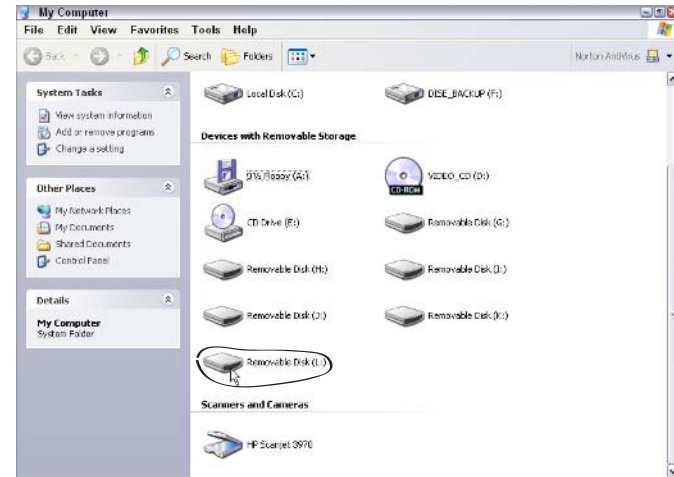 My Computer
File Edit View Favorites Tools Help
Back Search Folders Norton AntiVirus
System Tasks
View system information
Add or remove programs
Change a setting
Other Places
My Network Places
My Documents
Shared Documents
Control Panel
Details
My Computer
System Folder
Local Disk (C:) DISE_BACKUP (F:)
Devices with Removable Storage
3½ Floppy (A:) VIDEO_CD (D:)
CD-ROM
CD Drive (E:) Removable Disk (G:)
Removable Disk (H:) Removable Disk (I:)
Removable Disk (J:) Removable Disk (K:)
Removable Disk (L:)
Scanners and Cameras
HP Scanjet 3970